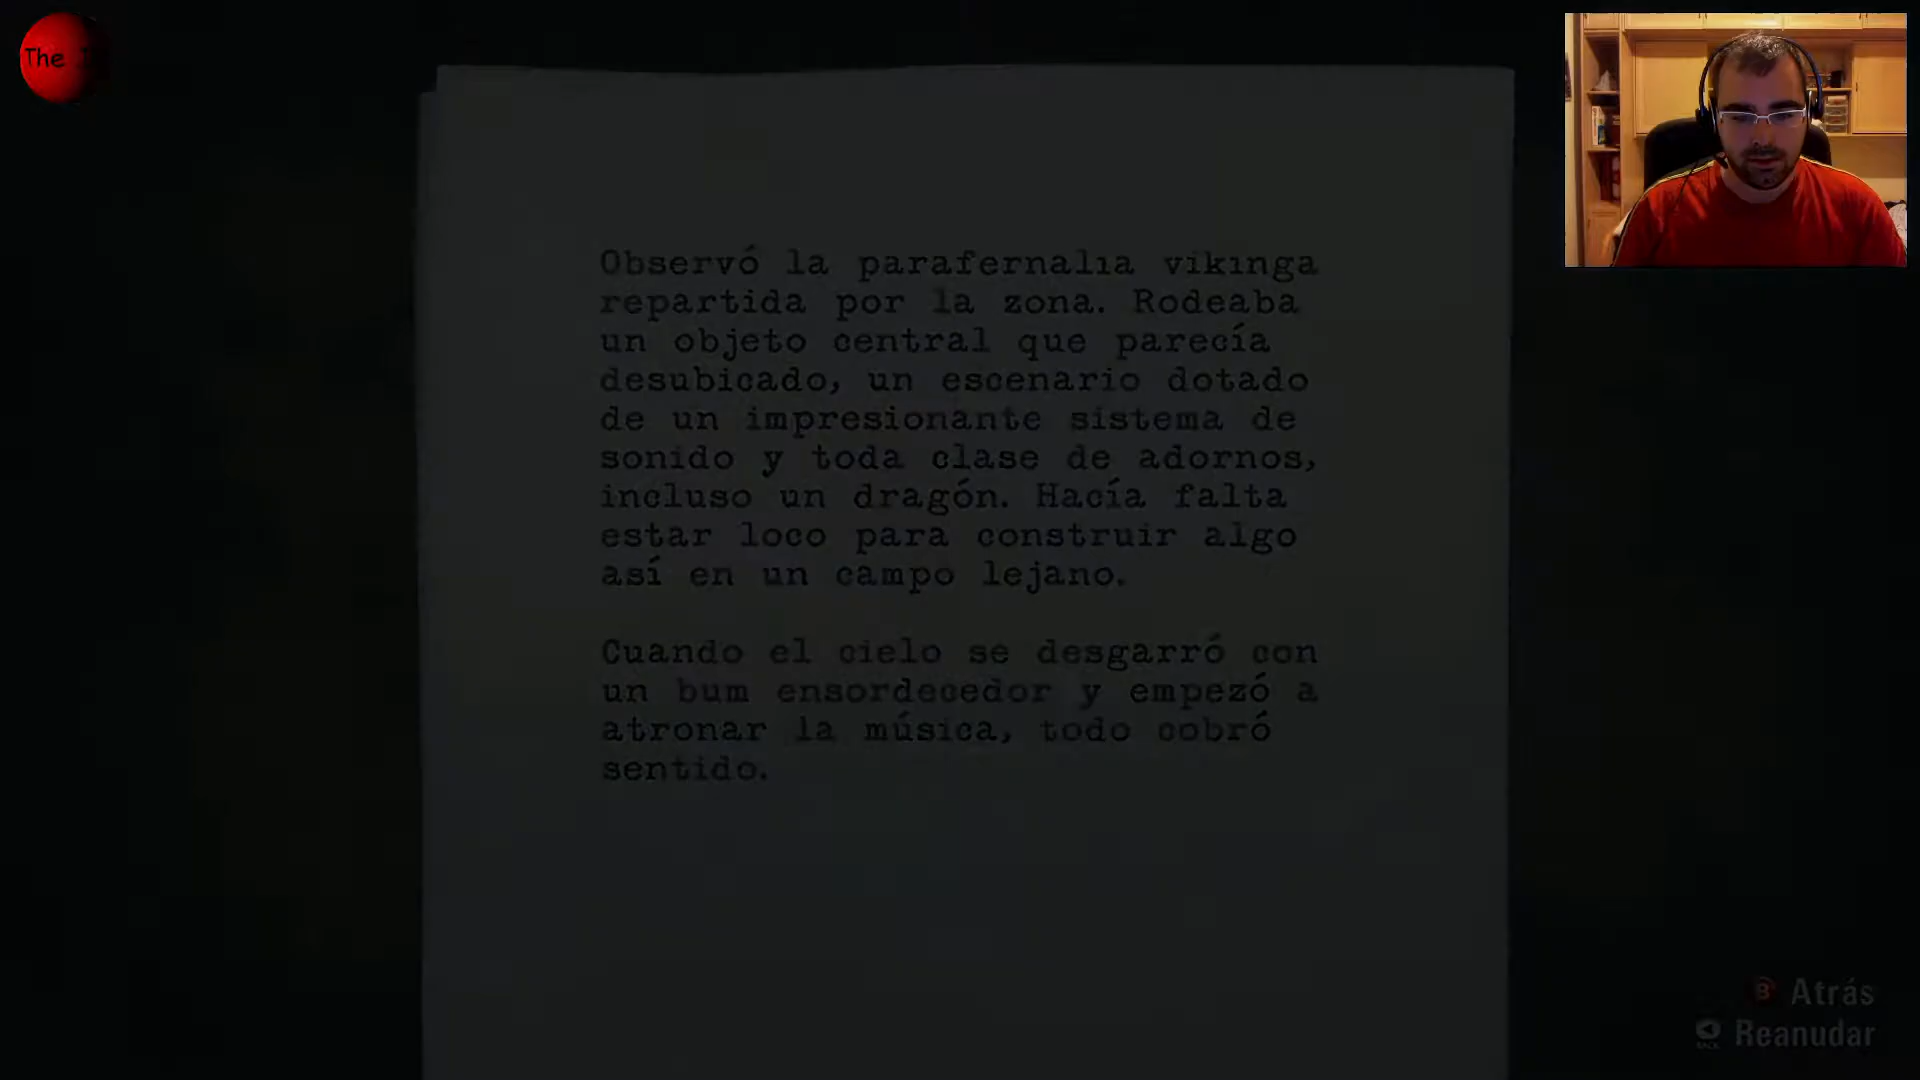 The
Observó la parafernalia vikinga
repartida por la zona. Rodeaba
un objeto central que parecía
desubicado, un escenario dotado
de un impresionante sistema de
sonido y toda clase de adornos,
incluso un dragón. Hacía falta
estar loco para construir algo
así en un campo lejano.
Cuando el cielo se desgarró con
un bum ensordecedor y empezó a
atronar la música, todo cobró
sentido.
B Atrás
BACK Reanudar